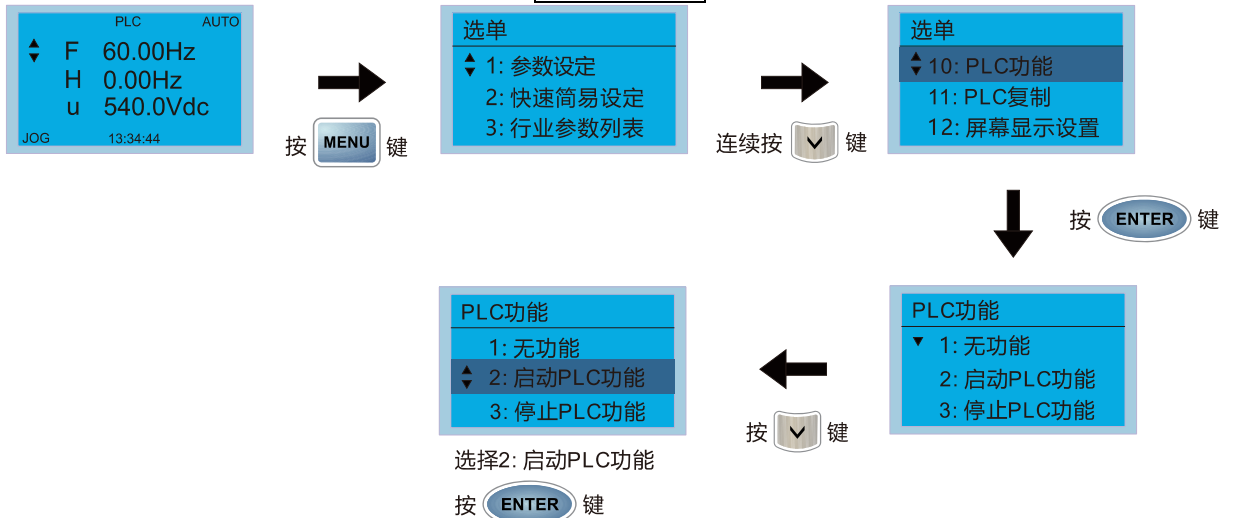 PLC AUTO
F 60.00Hz
H 0.00Hz
u 540.0Vdc
JOG 13:34:44
按 MENU 键
选单
1: 参数设定
2: 快速简易设定
3: 行业参数列表
连续按 键
选单
10: PLC功能
11: PLC复制
12: 屏幕显示设置
按 ENTER 键
PLC功能
1: 无功能
2: 启动PLC功能
3: 停止PLC功能
按 键
PLC功能
1: 无功能
2: 启动PLC功能
3: 停止PLC功能
选择2: 启动PLC功能
按 ENTER 键